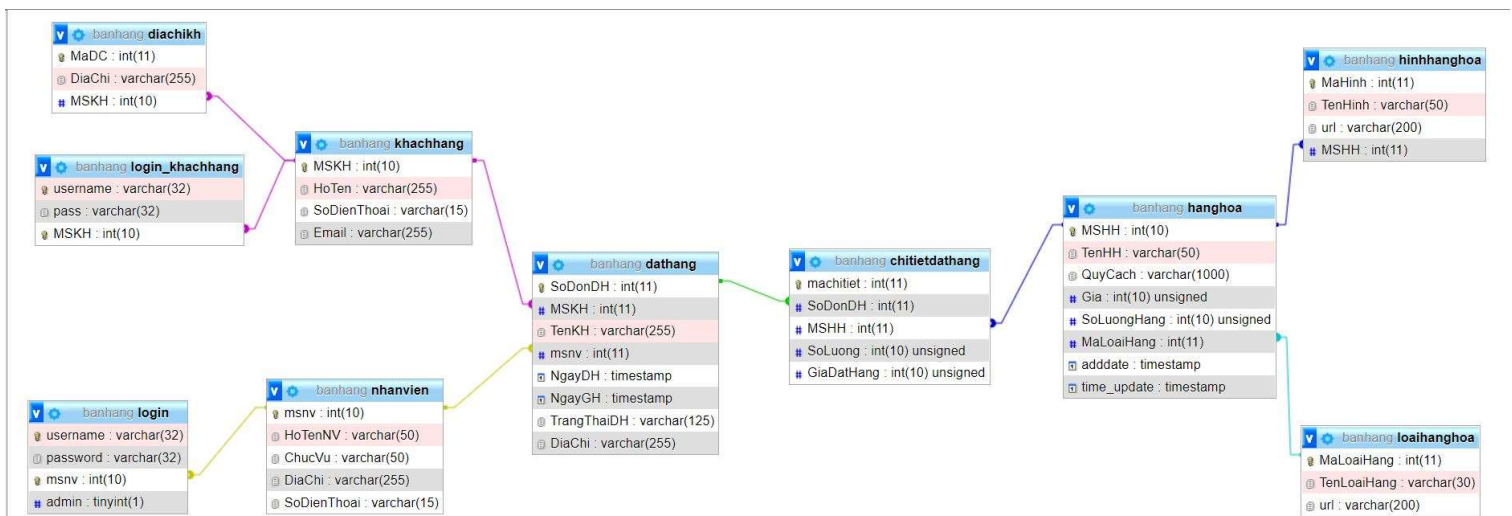 banhang diachikh
MaDC : int(11)
DiaChi : varchar(255)
MSKH : int(10)
banhang login_khachhang
username : varchar(32)
pass : varchar(32)
MSKH : int(10)
banhang khachhang
MSKH : int(10)
HoTen : varchar(255)
SoDienThoai : varchar(15)
Email : varchar(255)
banhang login
username : varchar(32)
password : varchar(32)
msnv : int(10)
admin : tinyint(1)
banhang nhanvien
msnv : int(10)
HoTenNV : varchar(50)
ChucVu : varchar(50)
DiaChi : varchar(255)
SoDienThoai : varchar(15)
banhang dathang
SoDonDH : int(11)
MSKH : int(11)
TenKH : varchar(255)
msnv : int(11)
NgayDH : timestamp
NgayGH : timestamp
TrangThaiDH : varchar(125)
DiaChi : varchar(255)
banhang chitietdathang
machitiet : int(11)
SoDonDH : int(11)
MSHH : int(11)
SoLuong : int(10) unsigned
GiaDatHang : int(10) unsigned
banhang hanghoa
MSHH : int(10)
TenHH : varchar(50)
QuyCach : varchar(1000)
Gia : int(10) unsigned
SoLuongHang : int(10) unsigned
MaLoaiHang : int(11)
adddate : timestamp
time_update : timestamp
banhang hinhhanghoa
MaHinh : int(11)
TenHinh : varchar(50)
url : varchar(200)
MSHH : int(11)
banhang loaihanghoa
MaLoaiHang : int(11)
TenLoaiHang : varchar(30)
url : varchar(200)